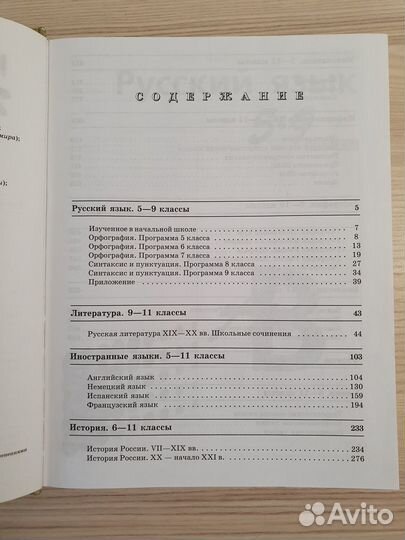 СОДЕРЖАНИЕ
Русский язык. 5—9 классы 5
Изученное в начальной школе 7
Орфография. Программа 5 класса 8
Орфография. Программа 6 класса 13
Орфография. Программа 7 класса 19
Синтаксис и пунктуация. Программа 8 класса 27
Синтаксис и пунктуация. Программа 9 класса 34
Приложение 39
Литература. 9—11 классы 43
Русская литература XIX—XX вв. Школьные сочинения 44
Иностранные языки. 5—11 классы 103
Английский язык 104
Немецкий язык 130
Испанский язык 159
Французский язык 194
История. 6—11 классы 233
История России. VII—XIX вв. 234
История России. XX — начало XXI в. 276
мира);
Avito